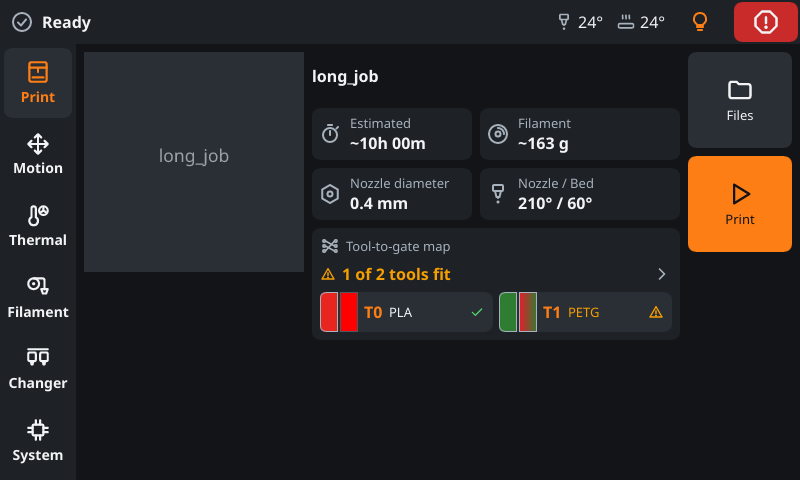 Ready
24°
24°
Print
Motion
Thermal
Filament
Changer
System
long_job
long_job
Estimated
~10h 00m
Filament
~163 g
Nozzle diameter
0.4 mm
Nozzle / Bed
210° / 60°
Tool-to-gate map
1 of 2 tools fit
T0 PLA
T1 PETG
Files
Print